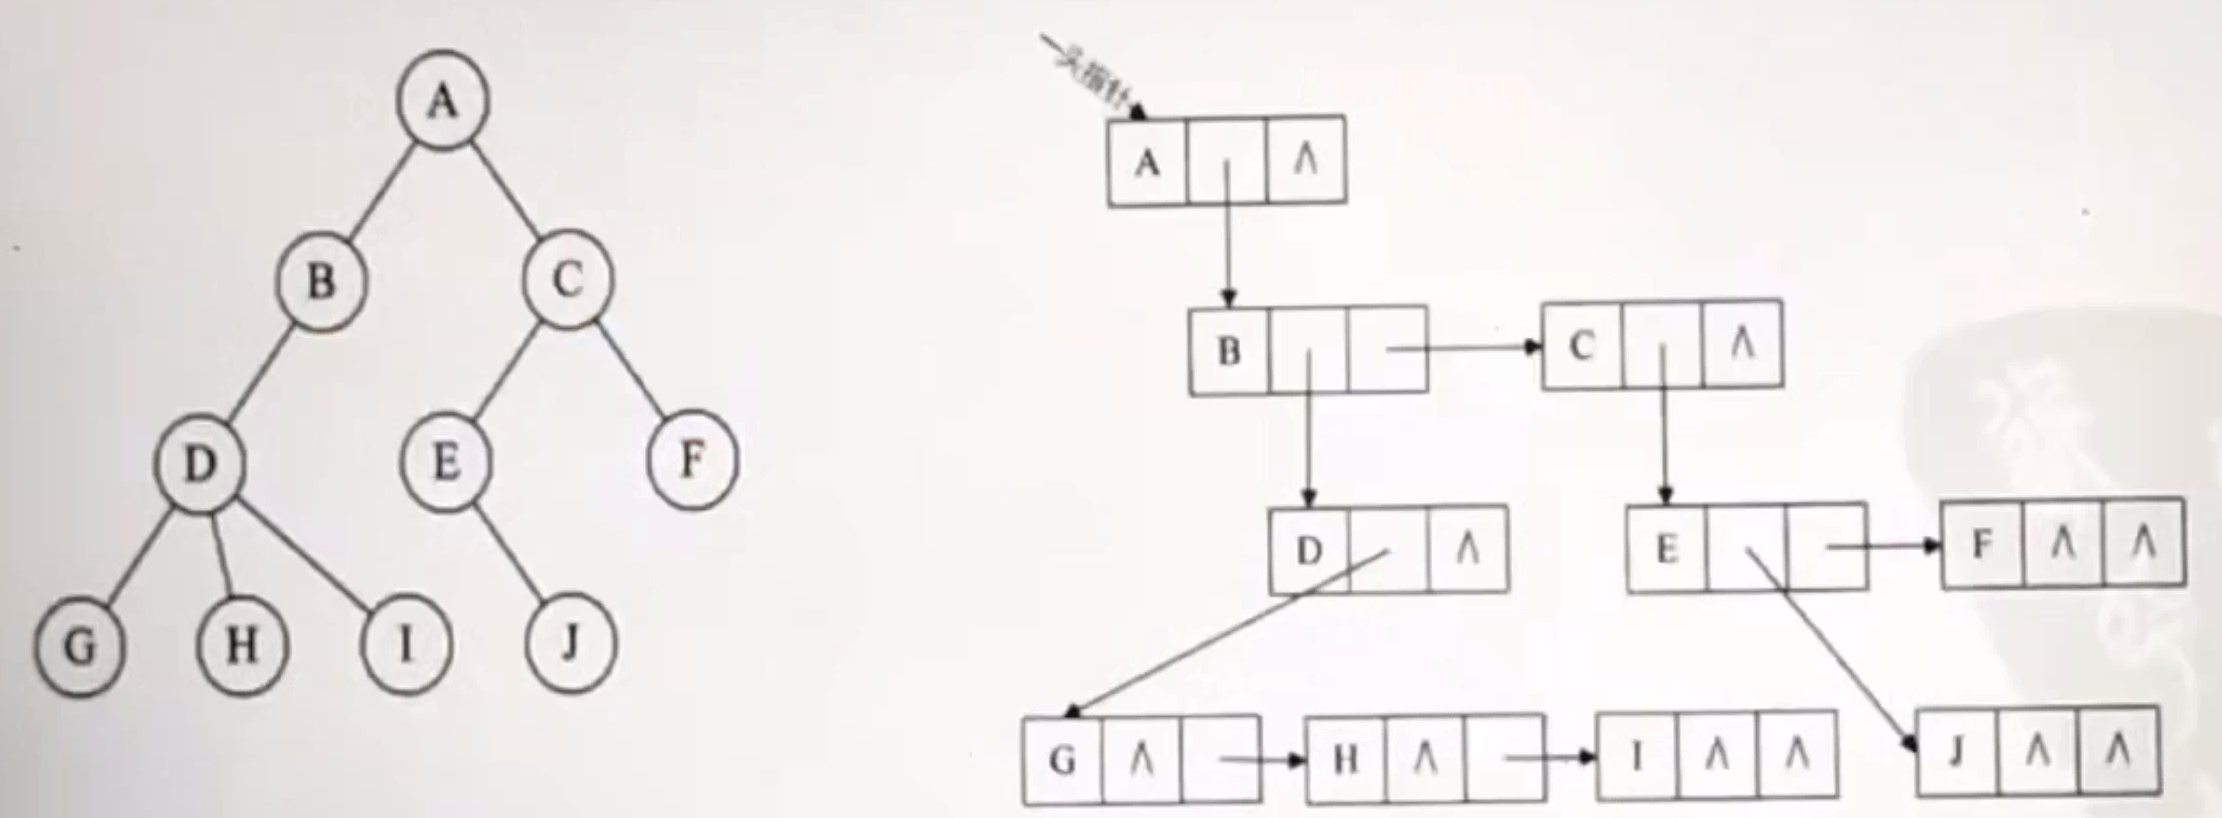 A
B
C
D
E
F
G
H
I
J
头指针
A ∧
B
C ∧
D ∧
E
F ∧ ∧
G ∧
H ∧
I ∧ ∧
J ∧ ∧